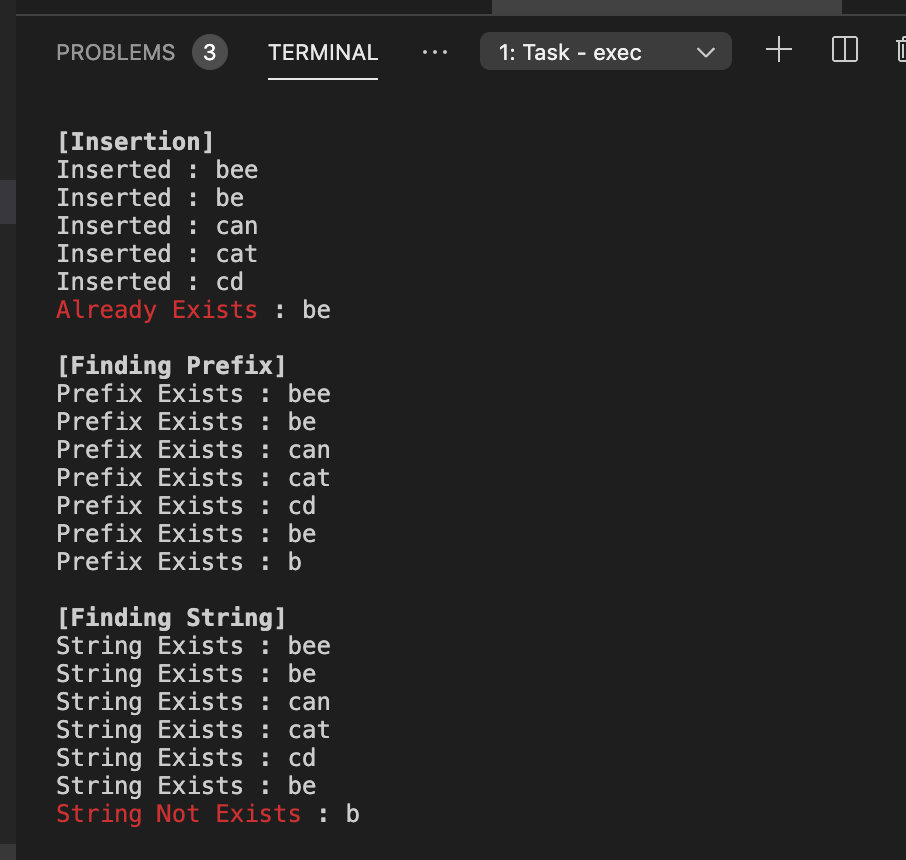 PROBLEMS 3 TERMINAL ... 1: Task - exec
[Insertion]
Inserted : bee
Inserted : be
Inserted : can
Inserted : cat
Inserted : cd
Already Exists : be
[Finding Prefix]
Prefix Exists : bee
Prefix Exists : be
Prefix Exists : can
Prefix Exists : cat
Prefix Exists : cd
Prefix Exists : be
Prefix Exists : b
[Finding String]
String Exists : bee
String Exists : be
String Exists : can
String Exists : cat
String Exists : cd
String Exists : be
String Not Exists : b